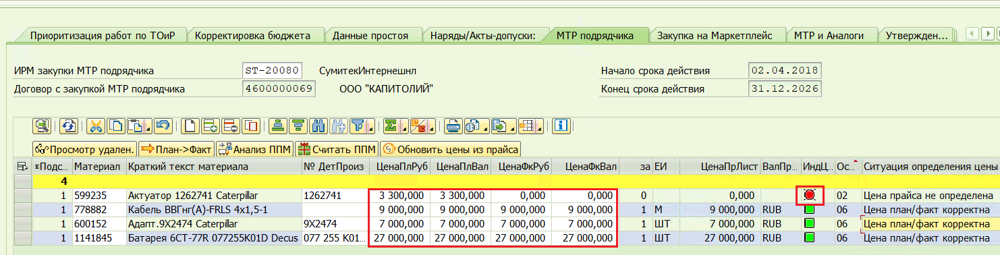 Приоритизация работ по ТОиР Корректировка бюджета Данные простоя Наряды/Акты-допуски: МТР подрядчика Закупка на Маркетплейс МТР и Аналоги Утвержден...
ИРМ закупки МТР подрядчика ST-20080 СумитекИнтернешнл Начало срока действия 02.04.2018
Договор с закупкой МТР подрядчика 4600000069 ООО "КАПИТОЛИЙ" Конец срока действия 31.12.2026
Просмотр удален. План->Факт Анализ ППМ Считать ППМ Обновить цены из прайса
ΣПодс... Материал Краткий текст материала № ДетПроиз ЦенаПлРуб ЦенаПлВал ЦенаФкРуб ЦенаФкВал за ЕИ ЦенаПрЛист ВалПр... ИндЦ... Ос... Ситуация определения цены
4
1 599235 Актуатор 1262741 Caterpillar 1262741 3 300,000 3 300,000 0,000 0,000 0 0,000 02 Цена прайса не определена
1 778882 Кабель ВВГнг(А)-FRLS 4х1,5-1 9 000,000 9 000,000 9 000,000 9 000,000 1 М 9 000,000 RUB 06 Цена план/факт корректна
1 600152 Адапт.9X2474 Caterpillar 9X2474 7 000,000 7 000,000 7 000,000 7 000,000 1 ШТ 7 000,000 RUB 06 Цена план/факт корректна
1 1141845 Батарея 6СТ-77R 077255K01D Decus 077 255 K01... 27 000,000 27 000,000 27 000,000 27 000,000 1 ШТ 27 000,000 RUB 06 Цена план/факт корректна